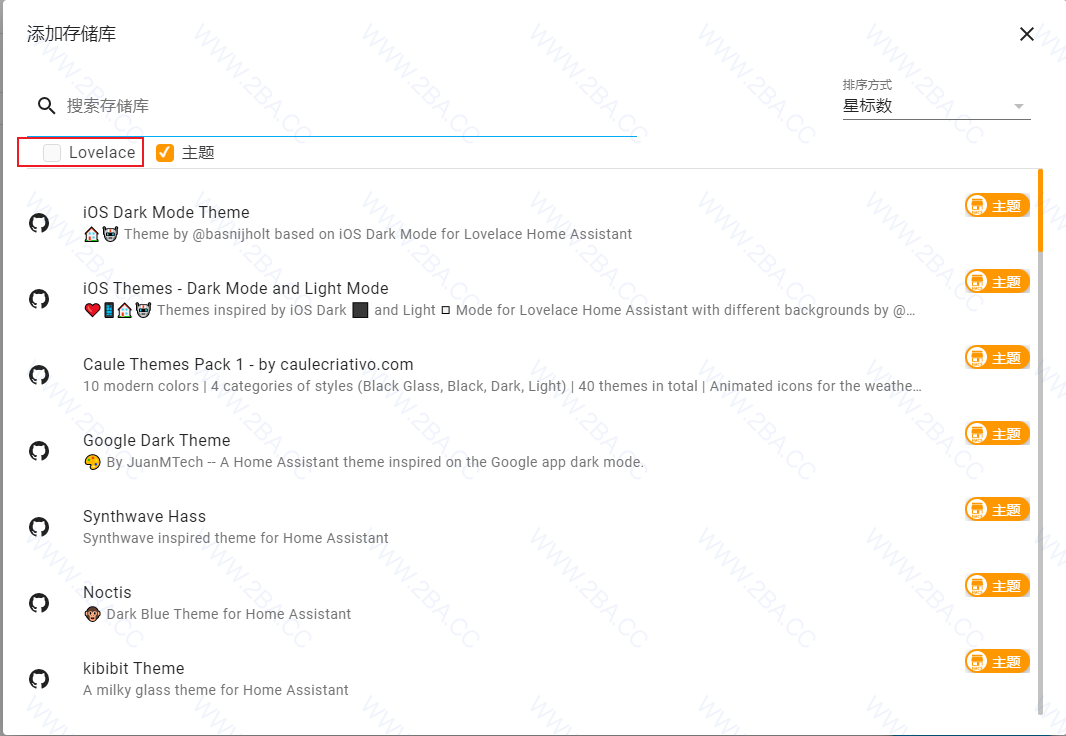 添加存储库
搜索存储库
排序方式
星标数
Lovelace 主题
iOS Dark Mode Theme
主题
Theme by @basnijholt based on iOS Dark Mode for Lovelace Home Assistant
iOS Themes - Dark Mode and Light Mode
主题
Themes inspired by iOS Dark and Light Mode for Lovelace Home Assistant with different backgrounds by @…
Caule Themes Pack 1 - by caulecriativo.com
主题
10 modern colors | 4 categories of styles (Black Glass, Black, Dark, Light) | 40 themes in total | Animated icons for the weathe…
Google Dark Theme
主题
By JuanMTech -- A Home Assistant theme inspired on the Google app dark mode.
Synthwave Hass
主题
Synthwave inspired theme for Home Assistant
Noctis
主题
Dark Blue Theme for Home Assistant
kibibit Theme
主题
A milky glass theme for Home Assistant
WWW.2BA.CC